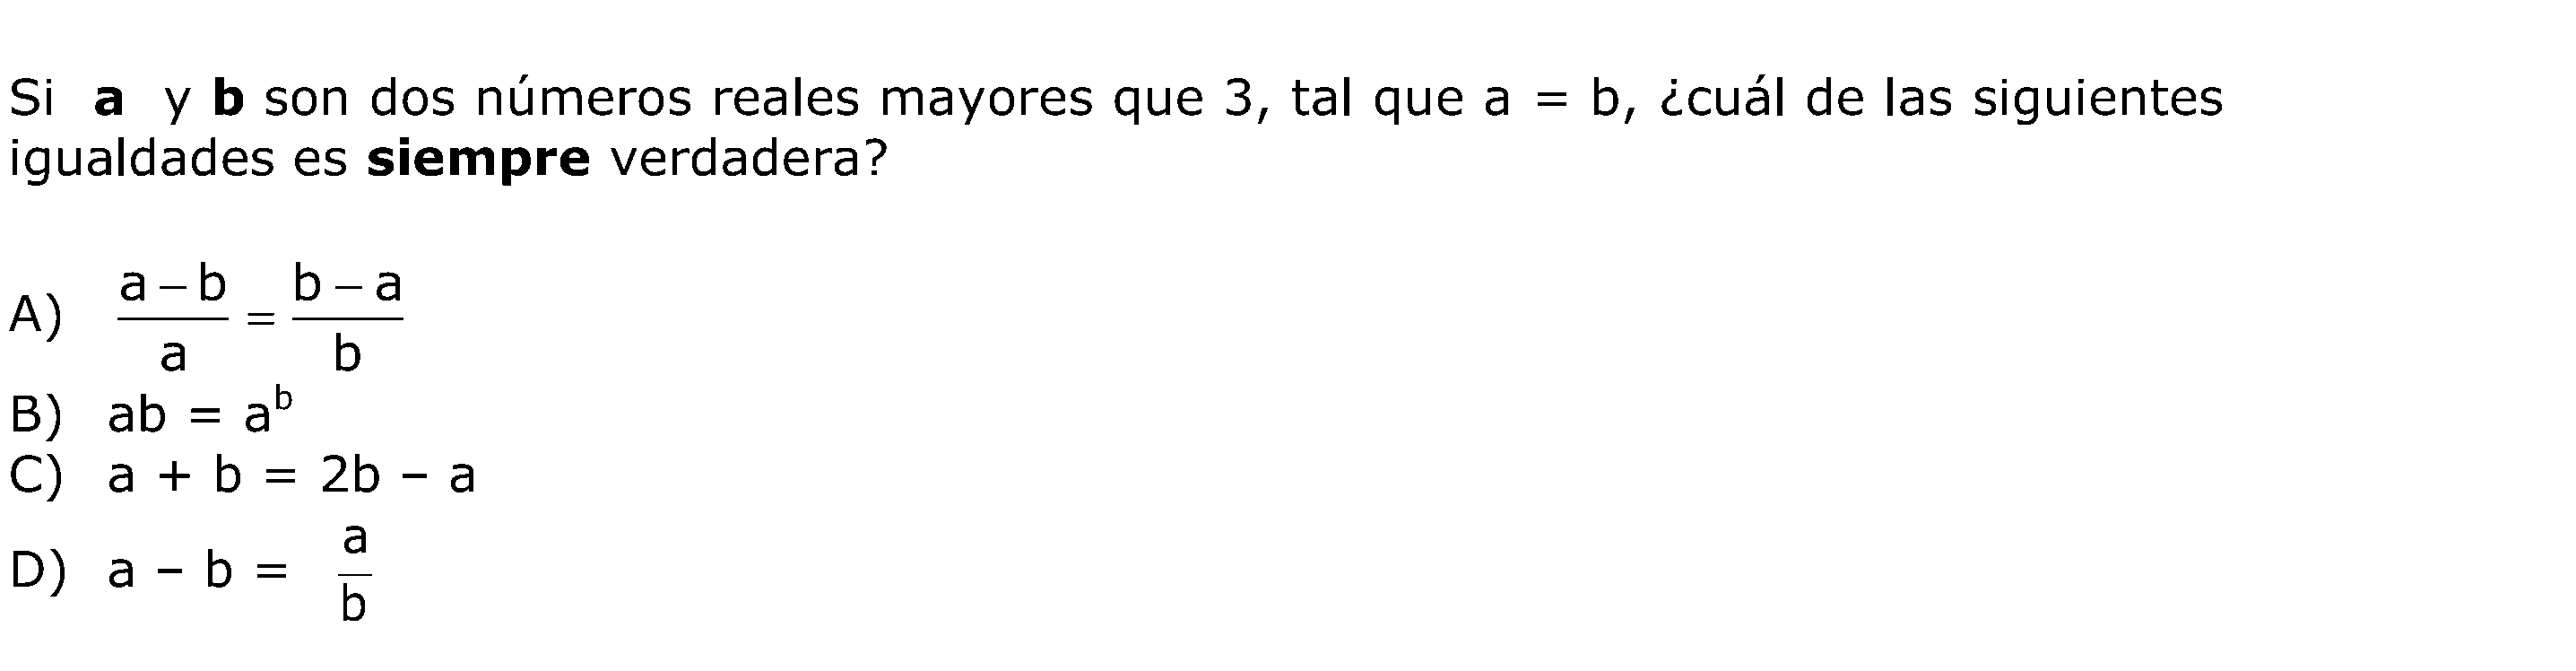 Si a y b son dos números reales mayores que 3, tal que a = b, ¿cuál de las siguientes
igualdades es siempre verdadera?
A) \frac{a – b}{a} = \frac{b – a}{b}
B) ab = a^b
C) a + b = 2b – a
D) a – b = \frac{a}{b}